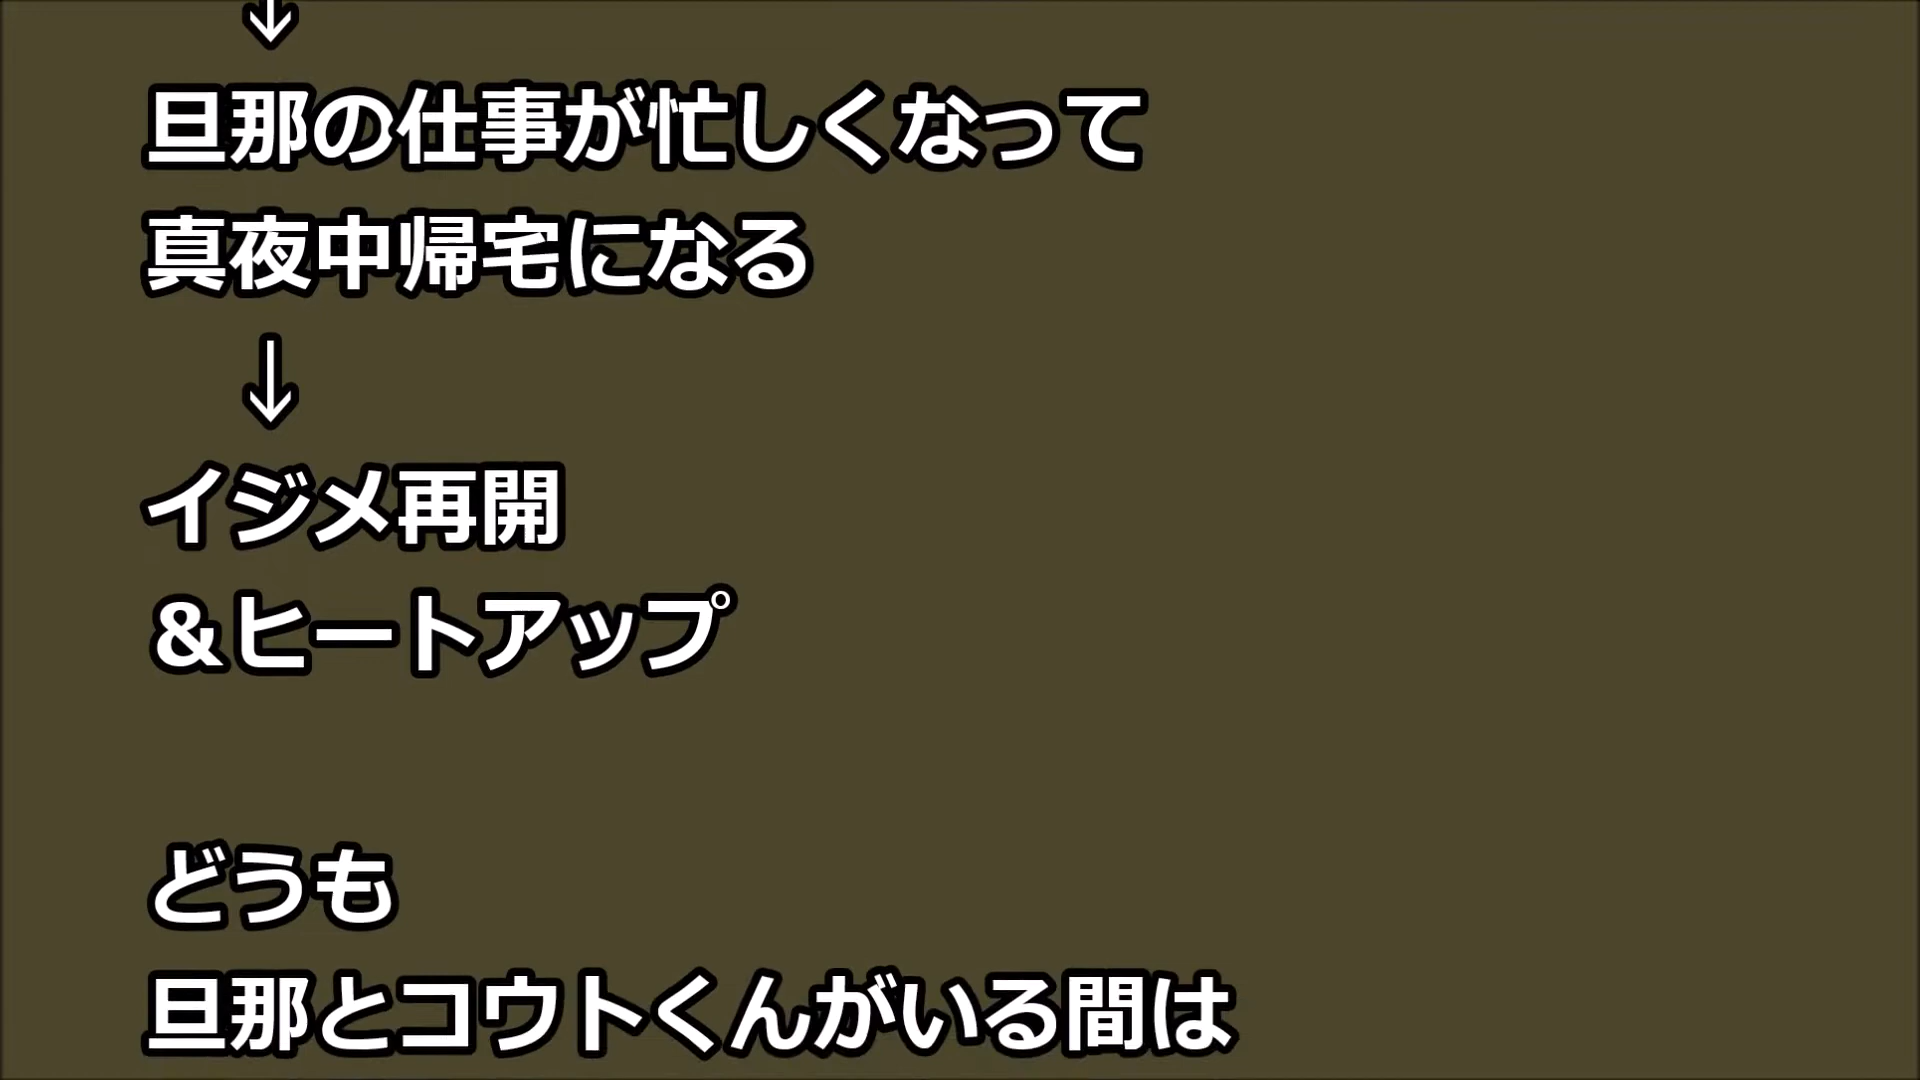 ↓
旦那の仕事が忙しくなって
真夜中帰宅になる
↓
イジメ再開
＆ヒートアップ
どうも
旦那とコウトくんがいる間は